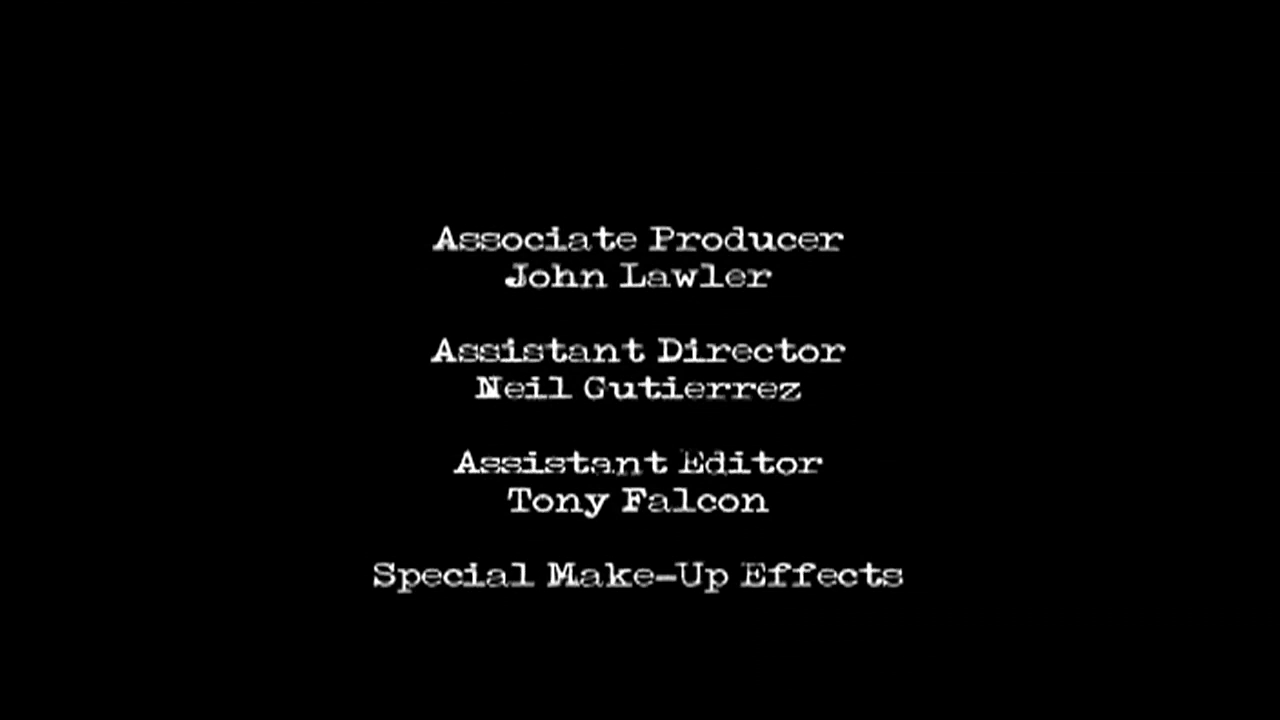 Associate Producer
John Lawler
Assistant Director
Neil Gutierrez
Assistant Editor
Tony Falcon
Special Make-Up Effects